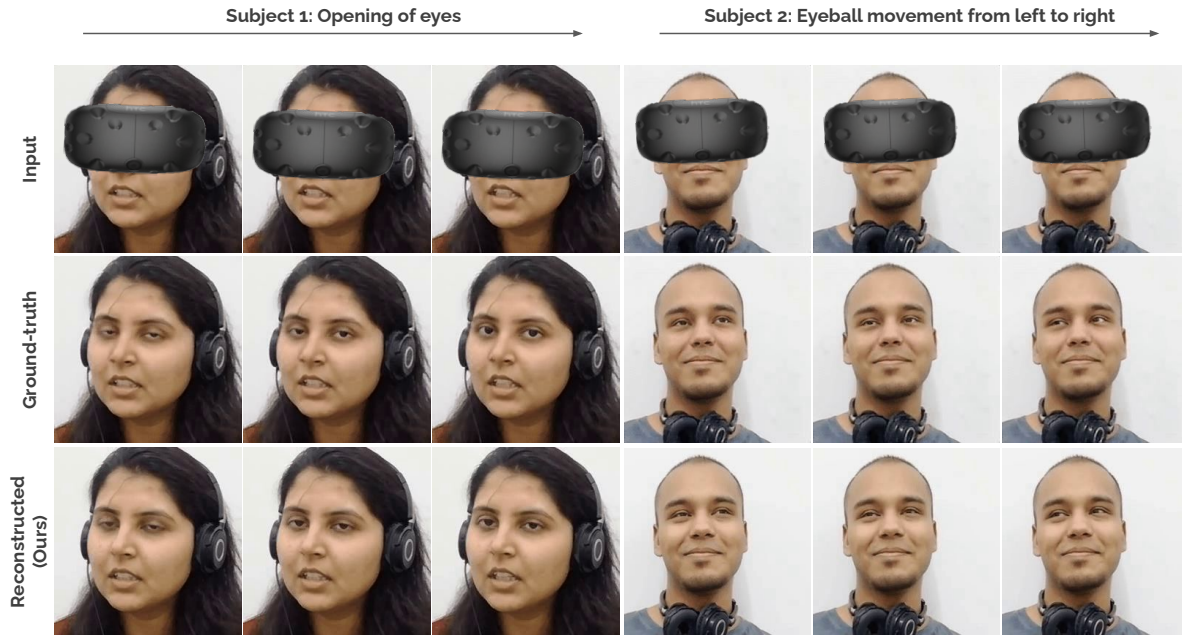 Subject 1: Opening of eyes
Subject 2: Eyeball movement from left to right
Input
Ground-truth
Reconstructed
(Ours)